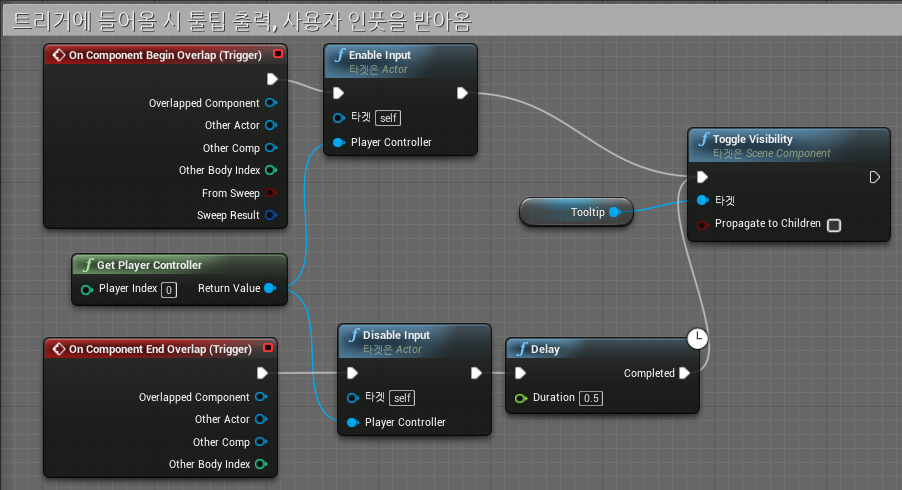 트리거에 들어올 시 툴팁 출력, 사용자 인풋을 받아옴
On Component Begin Overlap (Trigger)
Overlapped Component
Other Actor
Other Comp
Other Body Index
From Sweep
Sweep Result
Enable Input
타겟은 Actor
타겟 self
Player Controller
Toggle Visibility
타겟은 Scene Component
타겟
Propagate to Children
Tooltip
Get Player Controller
Player Index 0 Return Value
On Component End Overlap (Trigger)
Overlapped Component
Other Actor
Other Comp
Other Body Index
Disable Input
타겟은 Actor
타겟 self
Player Controller
Delay
Completed
Duration 0.5